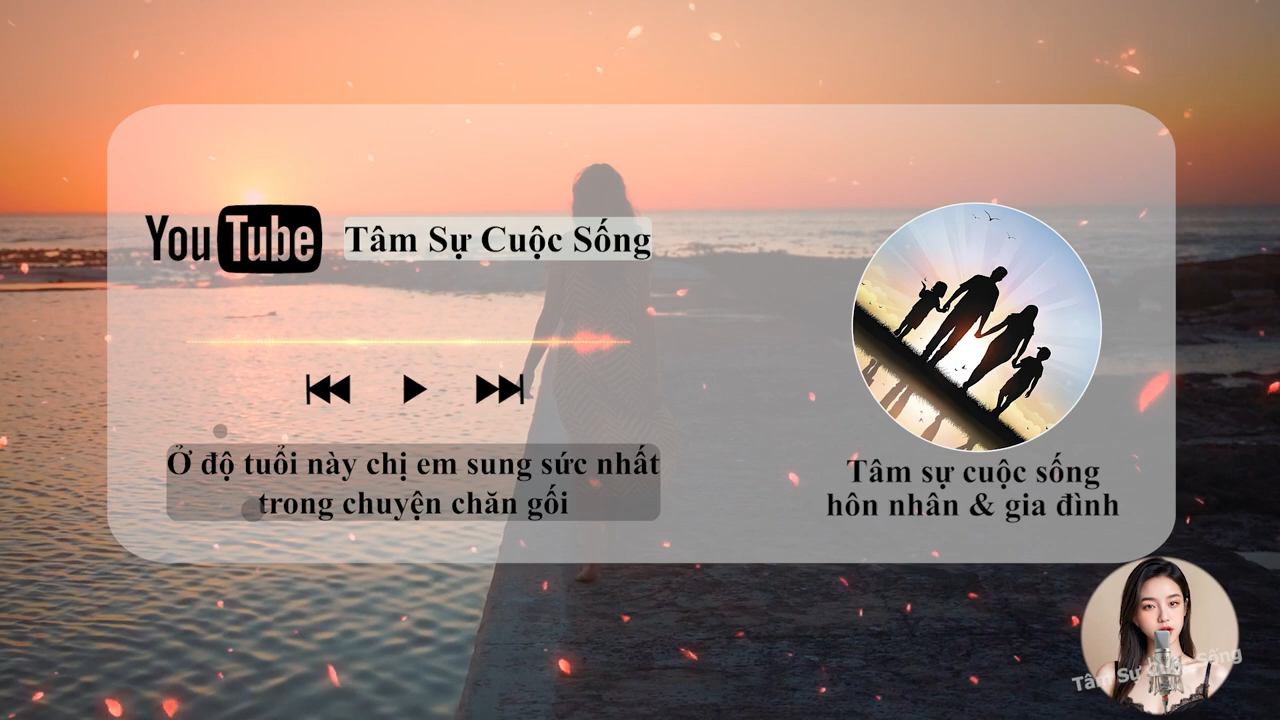 YouTube
Tâm Sự Cuộc Sống
Ở độ tuổi này chị em sung sức nhất
trong chuyện chăn gối
Tâm sự cuộc sống
hôn nhân & gia đình
Tâm Sự Cuộc Sống